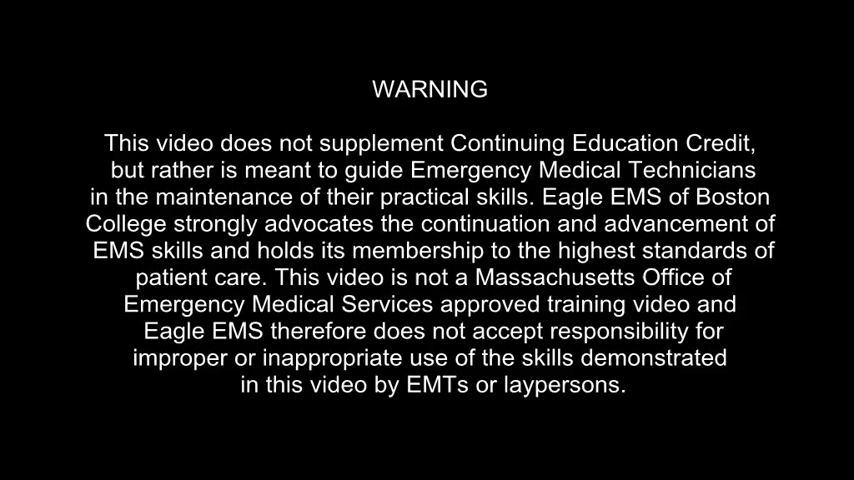 WARNING
This video does not supplement Continuing Education Credit,
but rather is meant to guide Emergency Medical Technicians
in the maintenance of their practical skills. Eagle EMS of Boston
College strongly advocates the continuation and advancement of
EMS skills and holds its membership to the highest standards of
patient care. This video is not a Massachusetts Office of
Emergency Medical Services approved training video and
Eagle EMS therefore does not accept responsibility for
improper or inappropriate use of the skills demonstrated
in this video by EMTs or laypersons.